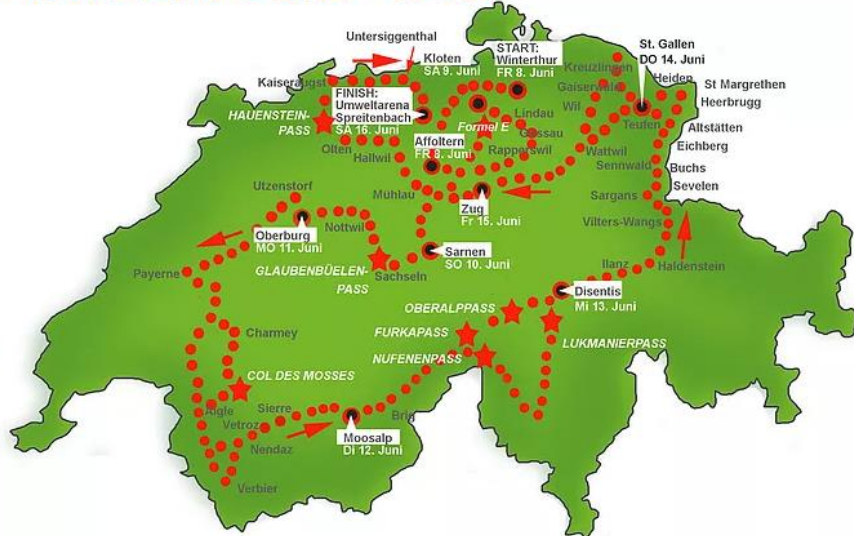 Untersiggenthal
Kloten
SA 9. Juni
START:
Winterthur
FR 8. Juni
St. Gallen
DO 14. Juni
Kreuzlingen
Heiden
St Margrethen
Kaiseraugst
FINISH:
Umweltarena
Spreitenbach
SA 16. Juni
Gaiserwald
Wil
Heerbrugg
HAUENSTEIN-
PASS
Formel E
Lindau
Gossau
Teufen
Altstätten
Eichberg
Olten
Affoltern
FR 8. Juni
Rapperswil
Wattwil
Sennwald
Buchs
Hallwil
Sevelen
Utzenstorf
Mühlau
Sargans
Zug
Fr 15. Juni
Vilters-Wangs
Oberburg
MO 11. Juni
Nottwil
Sarnen
SO 10. Juni
Payerne
GLAUBENBÜELEN-
PASS
Sachseln
Ilanz
Haldenstein
Disentis
Mi 13. Juni
OBERALPPASS
Charmey
FURKAPASS
LUKMANIERPASS
NUFENENPASS
COL DES MOSSES
Aigle
Sierre
Vetroz
Brig
Moosalp
Di 12. Juni
Nendaz
Verbier